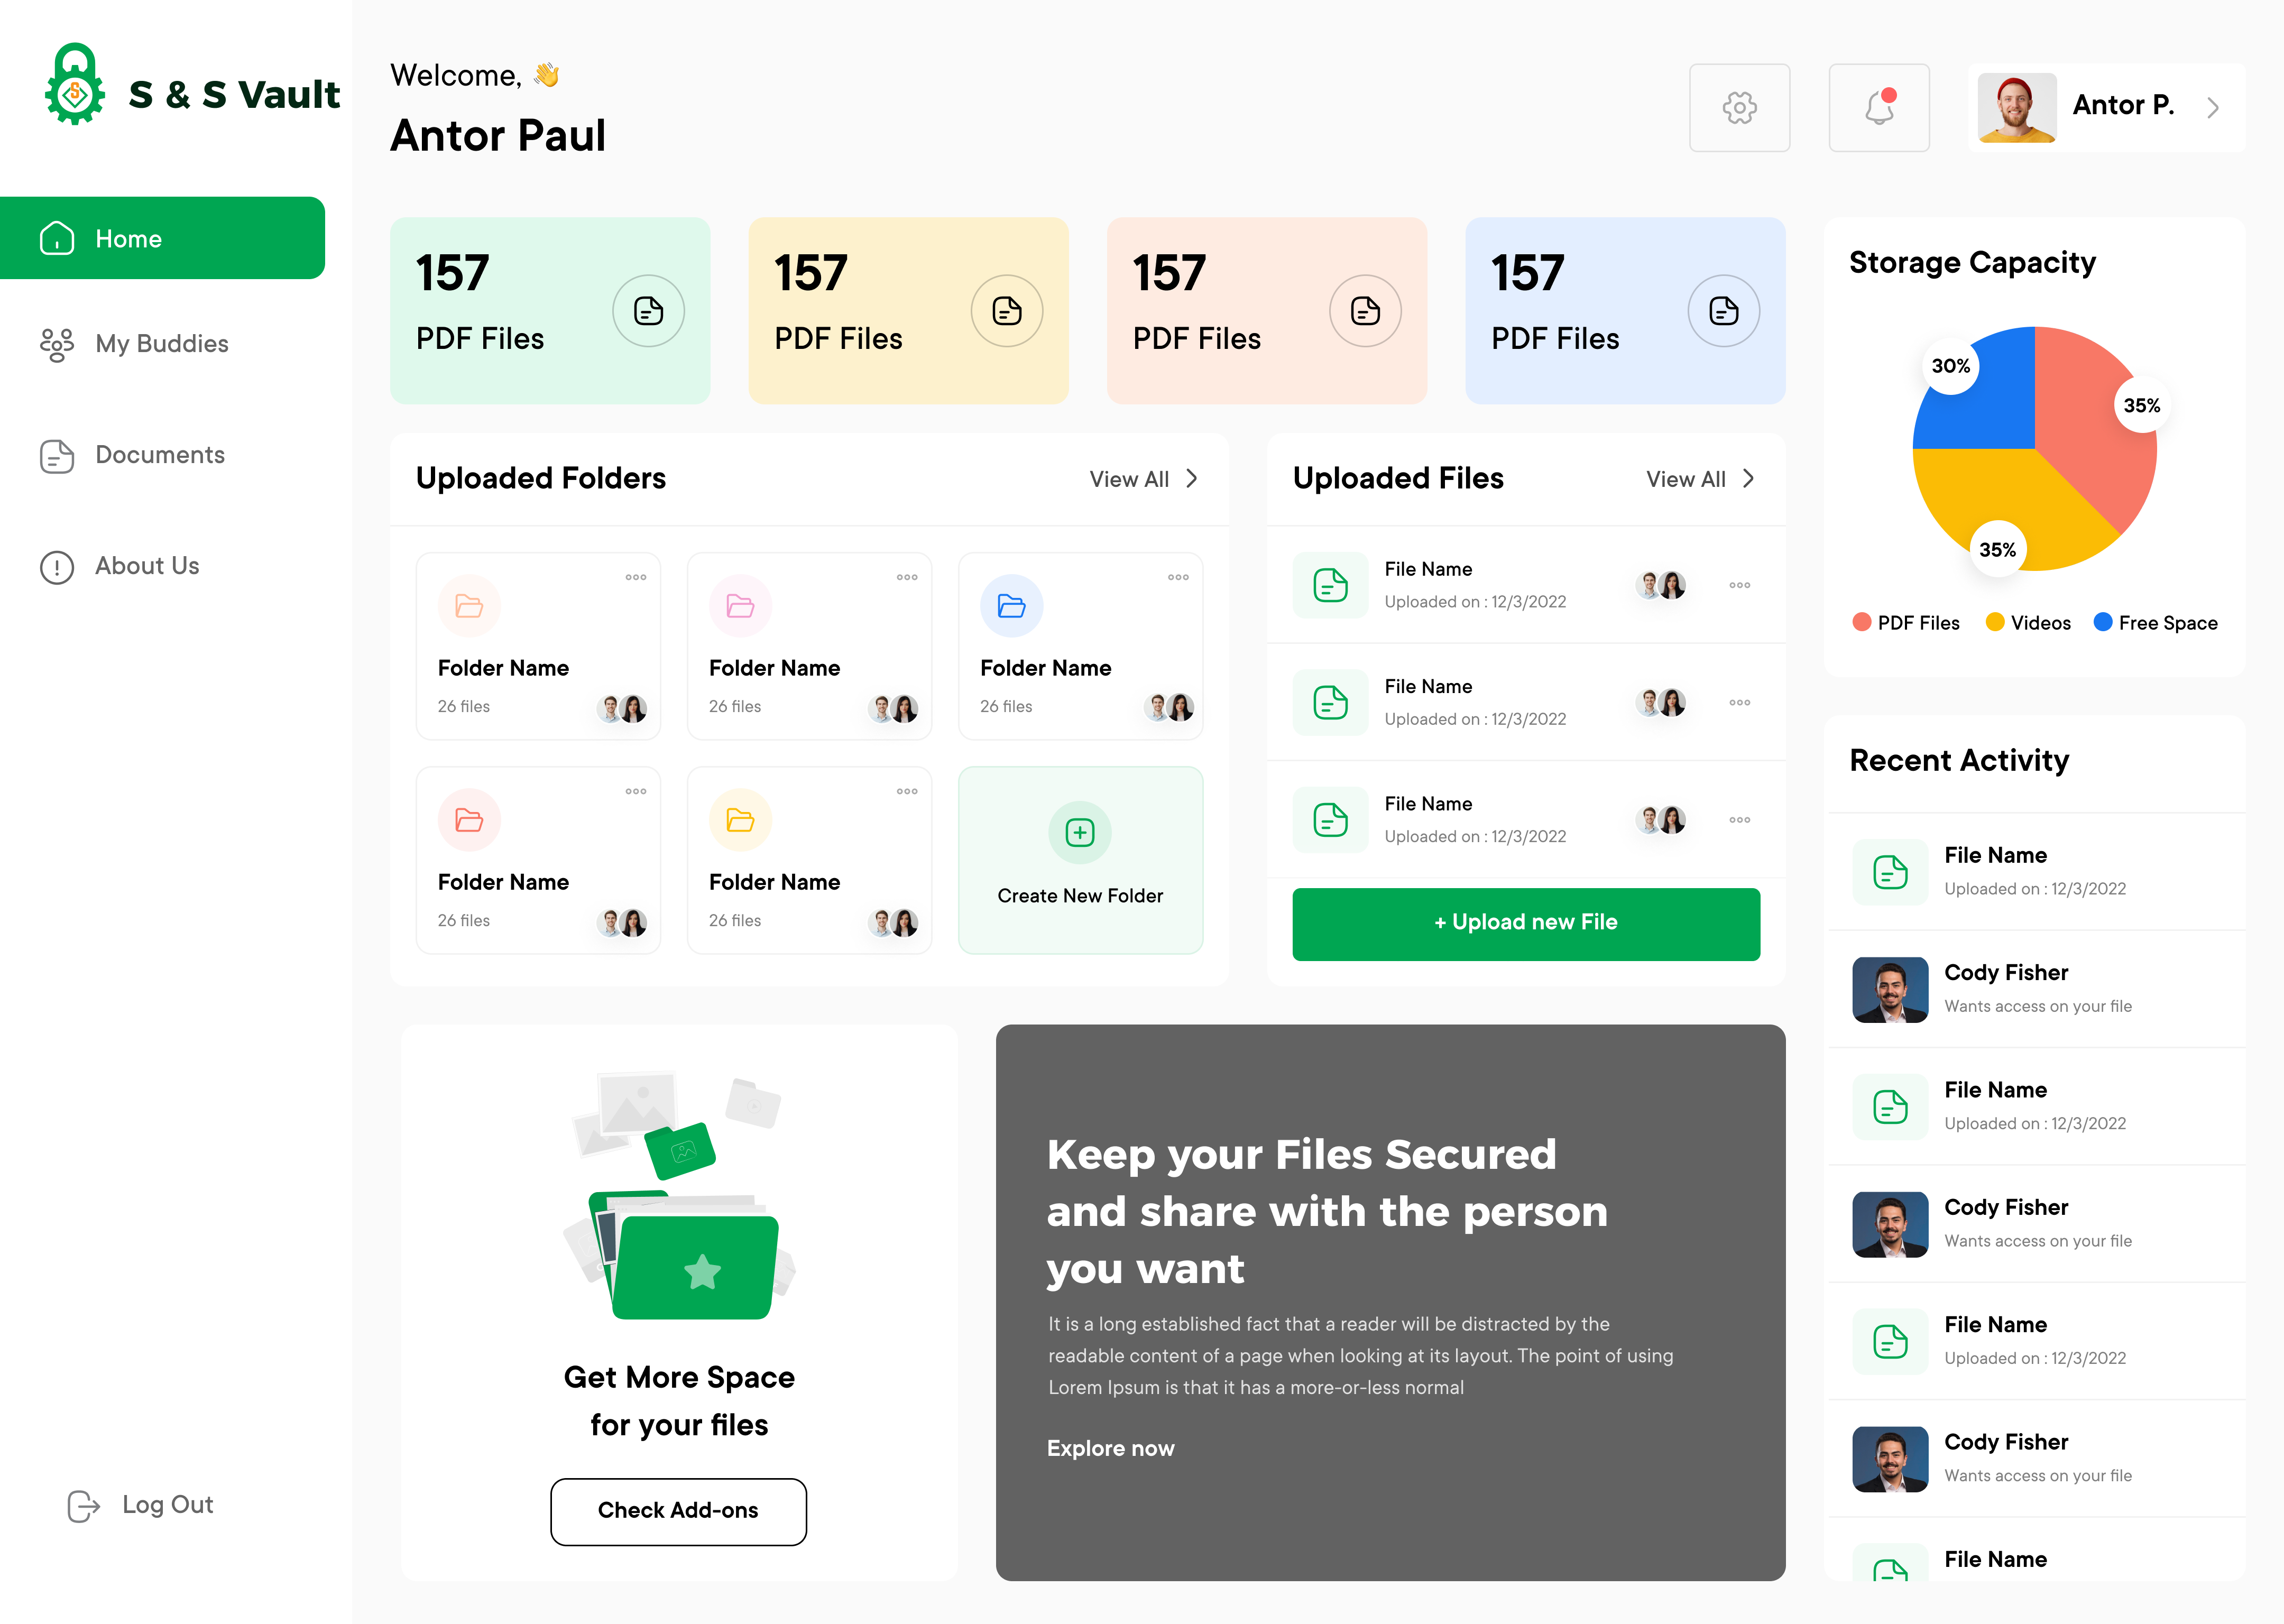 S & S Vault
Home
My Buddies
Documents
About Us
Log Out
Welcome, 👋
Antor Paul
Antor P.
157
PDF Files
157
PDF Files
157
PDF Files
157
PDF Files
Uploaded Folders
View All
Folder Name
26 files
Folder Name
26 files
Folder Name
26 files
Folder Name
26 files
Folder Name
26 files
Create New Folder
Uploaded Files
View All
File Name
Uploaded on : 12/3/2022
File Name
Uploaded on : 12/3/2022
File Name
Uploaded on : 12/3/2022
+ Upload new File
Storage Capacity
30%
35%
35%
PDF Files
Videos
Free Space
Recent Activity
File Name
Uploaded on : 12/3/2022
Cody Fisher
Wants access on your file
File Name
Uploaded on : 12/3/2022
Cody Fisher
Wants access on your file
File Name
Uploaded on : 12/3/2022
Cody Fisher
Wants access on your file
File Name
Get More Space
for your files
Check Add-ons
Keep your Files Secured
and share with the person
you want
It is a long established fact that a reader will be distracted by the
readable content of a page when looking at its layout. The point of using
Lorem Ipsum is that it has a more-or-less normal
Explore now